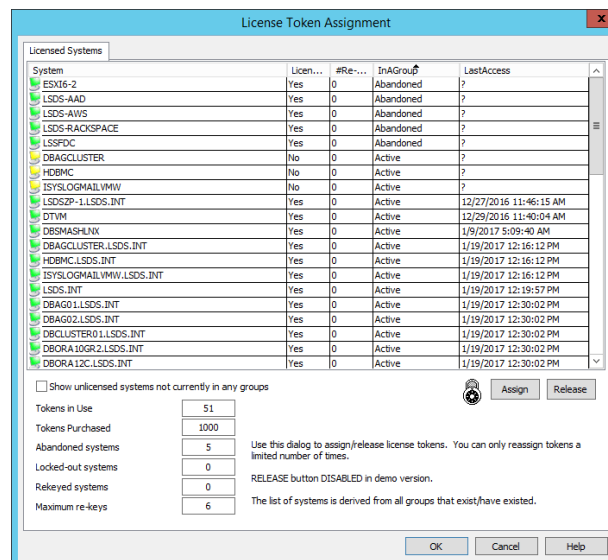 License Token Assignment
x
Licensed Systems
System Licen... #Re-... InAGroup LastAccess
ESXI6-2 Yes 0 Abandoned ?
LSDS-AAD Yes 0 Abandoned ?
LSDS-AWS Yes 0 Abandoned ?
LSDS-RACKSPACE Yes 0 Abandoned ?
LSSFDC Yes 0 Abandoned ?
DBAGCLUSTER No 0 Active ?
HDBMC No 0 Active ?
ISYSLOGMAILVMW No 0 Active ?
LSDSZP-1.LSDS.INT Yes 0 Active 12/27/2016 11:46:15 AM
DTVM Yes 0 Active 12/29/2016 11:40:04 AM
DBSMASHLNX Yes 0 Active 1/9/2017 5:09:40 AM
DBAGCLUSTER.LSDS.INT Yes 0 Active 1/19/2017 12:16:12 PM
HDBMC.LSDS.INT Yes 0 Active 1/19/2017 12:16:12 PM
ISYSLOGMAILVMW.LSDS.INT Yes 0 Active 1/19/2017 12:16:12 PM
LSDS.INT Yes 0 Active 1/19/2017 12:19:57 PM
DBAG01.LSDS.INT Yes 0 Active 1/19/2017 12:30:02 PM
DBAG02.LSDS.INT Yes 0 Active 1/19/2017 12:30:02 PM
DBCLUSTER01.LSDS.INT Yes 0 Active 1/19/2017 12:30:02 PM
DBORA10GR2.LSDS.INT Yes 0 Active 1/19/2017 12:30:02 PM
DBORA12C.LSDS.INT Yes 0 Active 1/19/2017 12:30:02 PM
Show unlicensed systems not currently in any groups
Assign Release
Tokens in Use 51
Tokens Purchased 1000
Abandoned systems 5
Locked-out systems 0
Rekeyed systems 0
Maximum re-keys 6
Use this dialog to assign/release license tokens. You can only reassign tokens a
limited number of times.
RELEASE button DISABLED in demo version.
The list of systems is derived from all groups that exist/have existed.
OK Cancel Help